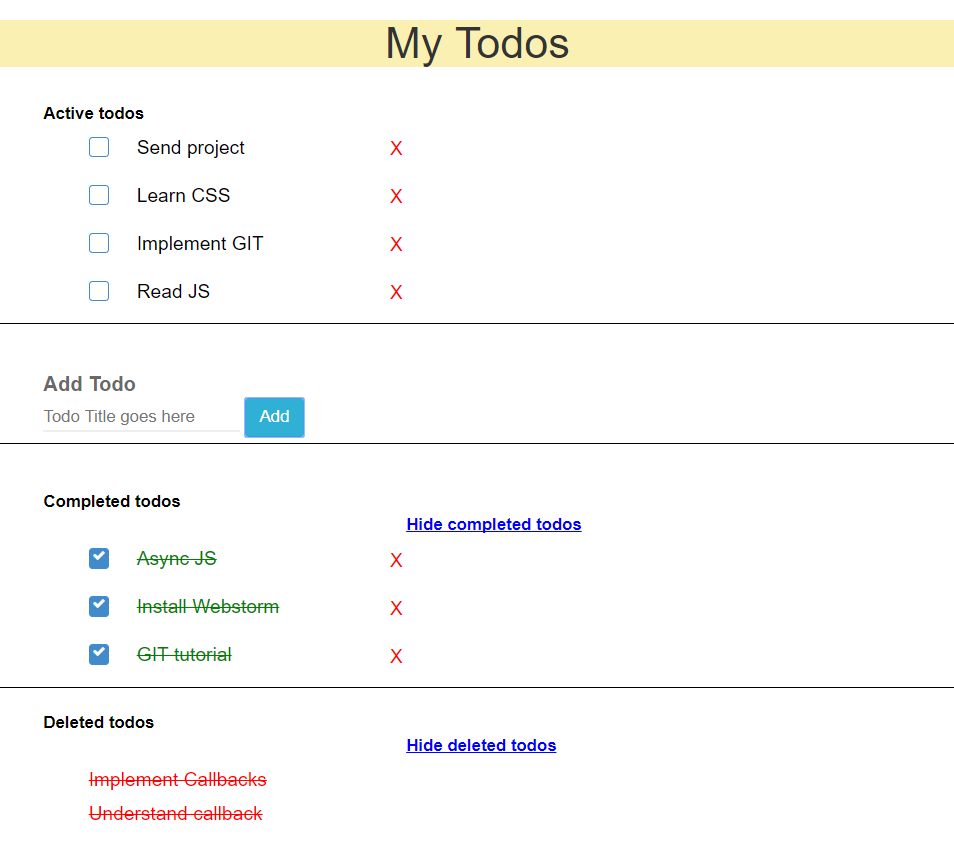 My Todos
Active todos
Send project X
Learn CSS X
Implement GIT X
Read JS X
Add Todo
Todo Title goes here Add
Completed todos
Hide completed todos
Async JS X
Install Webstorm X
GIT tutorial X
Deleted todos
Hide deleted todos
Implement Callbacks
Understand callback